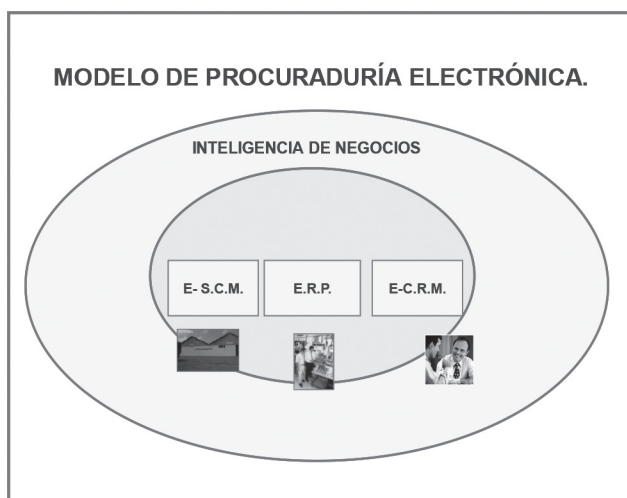 MODELO DE PROCURADURÍA ELECTRÓNICA.
INTELIGENCIA DE NEGOCIOS
E- S.C.M.
E.R.P.
E-C.R.M.